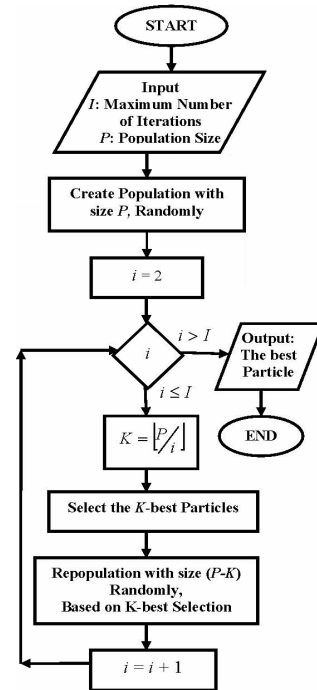 START
Input
I: Maximum Number
of Iterations
P: Population Size
Create Population with
size P, Randomly
i = 2
i
i > I
i ≤ I
Output:
The best
Particle
END
K = ⌊P/i⌋
Select the K-best Particles
Repopulation with size (P-K)
Randomly,
Based on K-best Selection
i = i + 1